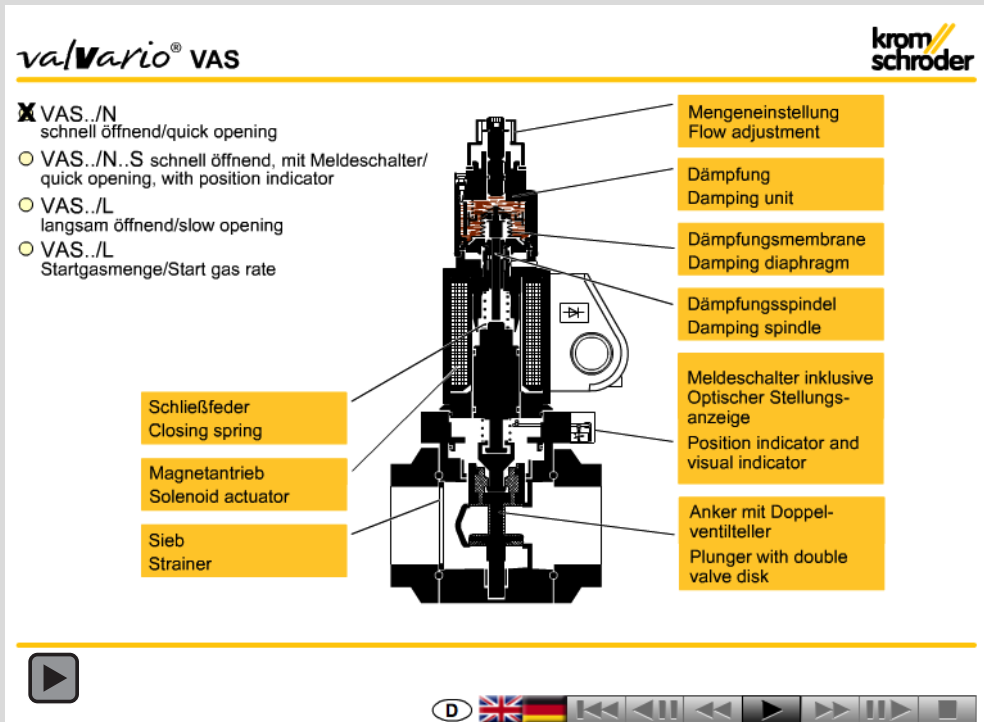 valVario® VAS
krom
schroder
X VAS../N
schnell öffnend/quick opening
VAS../N..S schnell öffnend, mit Meldeschalter/
quick opening, with position indicator
VAS../L
langsam öffnend/slow opening
VAS../L
Startgasmenge/Start gas rate
Mengeneinstellung
Flow adjustment
Dämpfung
Damping unit
Dämpfungsmembrane
Damping diaphragm
Dämpfungsspindel
Damping spindle
Meldeschalter inklusive
Optischer Stellungs-
anzeige
Position indicator and
visual indicator
Anker mit Doppel-
ventilteller
Plunger with double
valve disk
Schließfeder
Closing spring
Magnetantrieb
Solenoid actuator
Sieb
Strainer
D